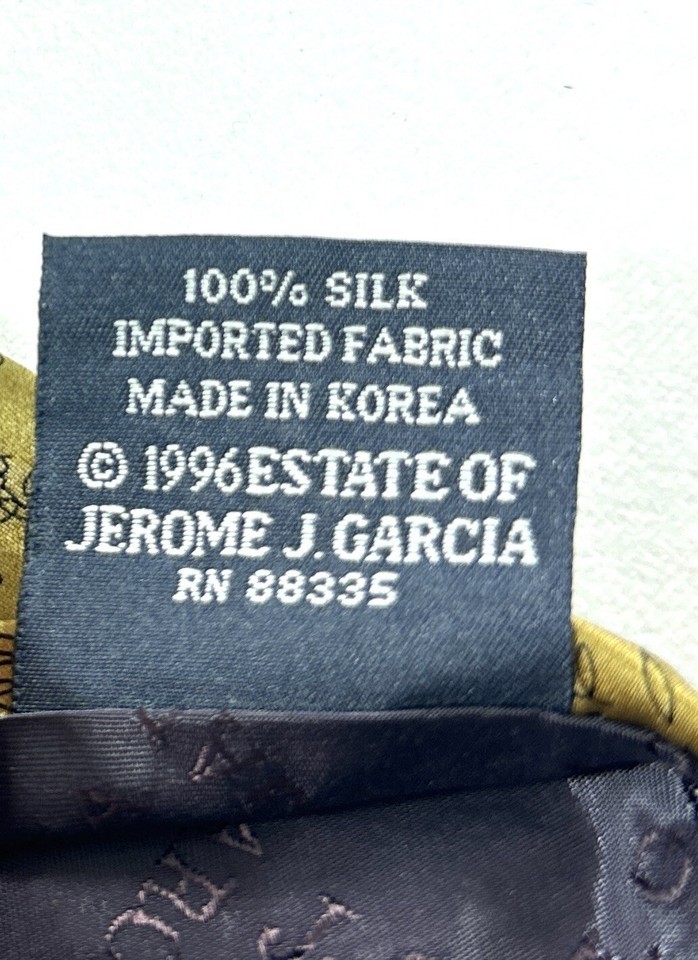 100% SILK
IMPORTED FABRIC
MADE IN KOREA
© 1996 ESTATE OF
JEROME J. GARCIA
RN 88335